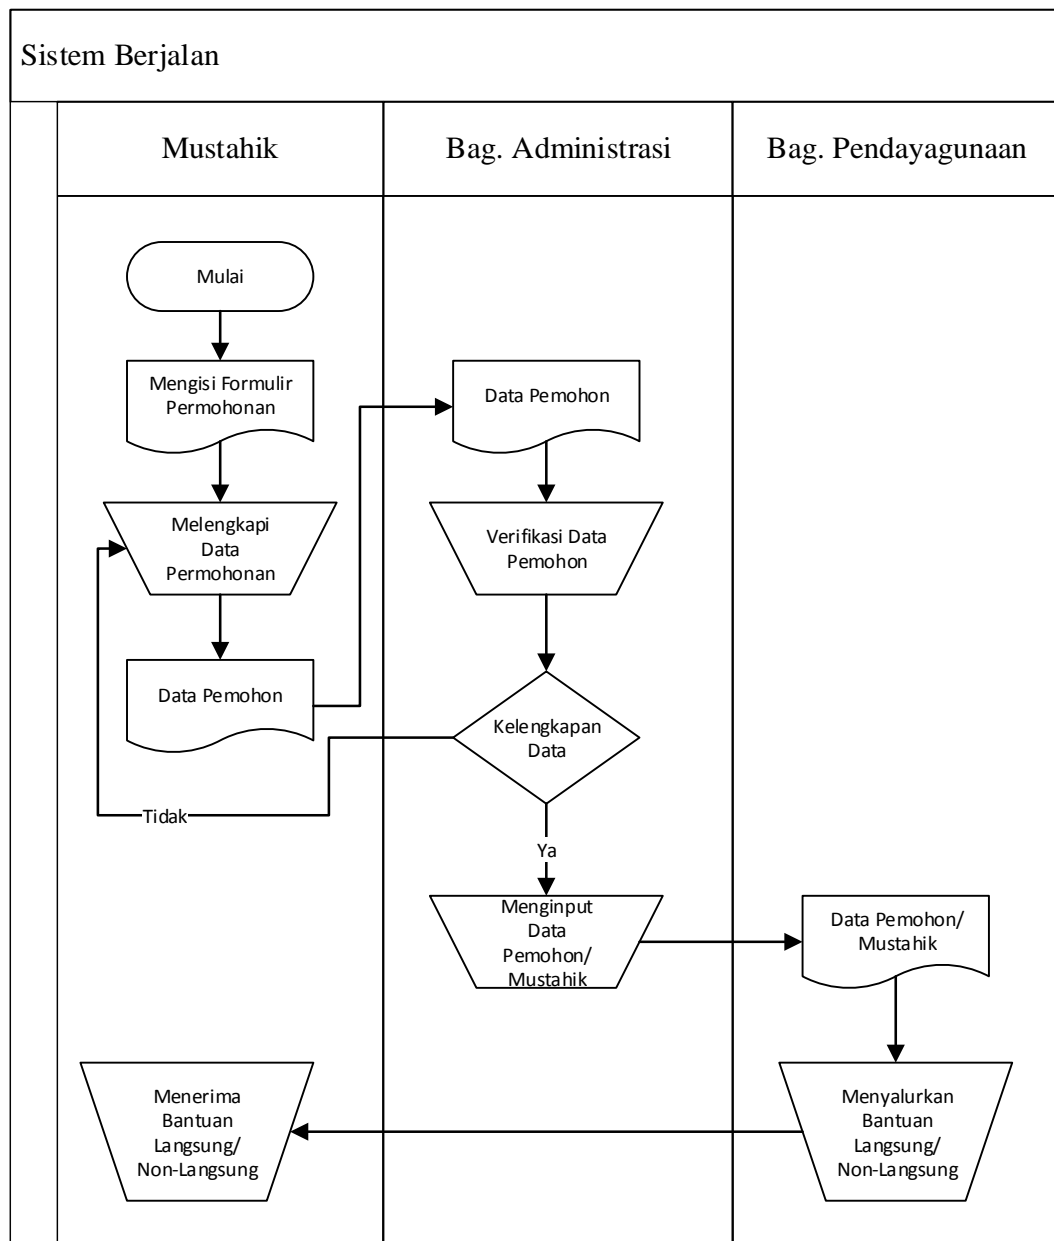 Sistem Berjalan
Mustahik
Bag. Administrasi
Bag. Pendayagunaan
Mulai
Mengisi Formulir
Permohonan
Data Pemohon
Melengkapi
Data
Permohonan
Verifikasi Data
Pemohon
Data Pemohon
Kelengkapan
Data
Tidak
Ya
Menginput
Data
Pemohon/
Mustahik
Data Pemohon/
Mustahik
Menerima
Bantuan
Langsung/
Non-Langsung
Menyalurkan
Bantuan
Langsung/
Non-Langsung